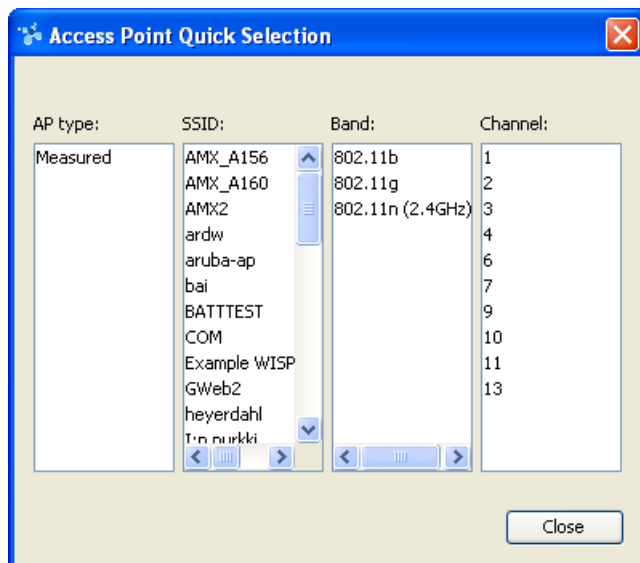 Access Point Quick Selection
AP type:
SSID:
Band:
Channel:
Measured
AMX_A156
AMX_A160
AMX2
ardw
aruba-ap
bai
BATTTEST
COM
Example WISP
GWeb2
heyerdahl
802.11b
802.11g
802.11n (2.4GHz)
1
2
3
4
6
7
9
10
11
13
Close